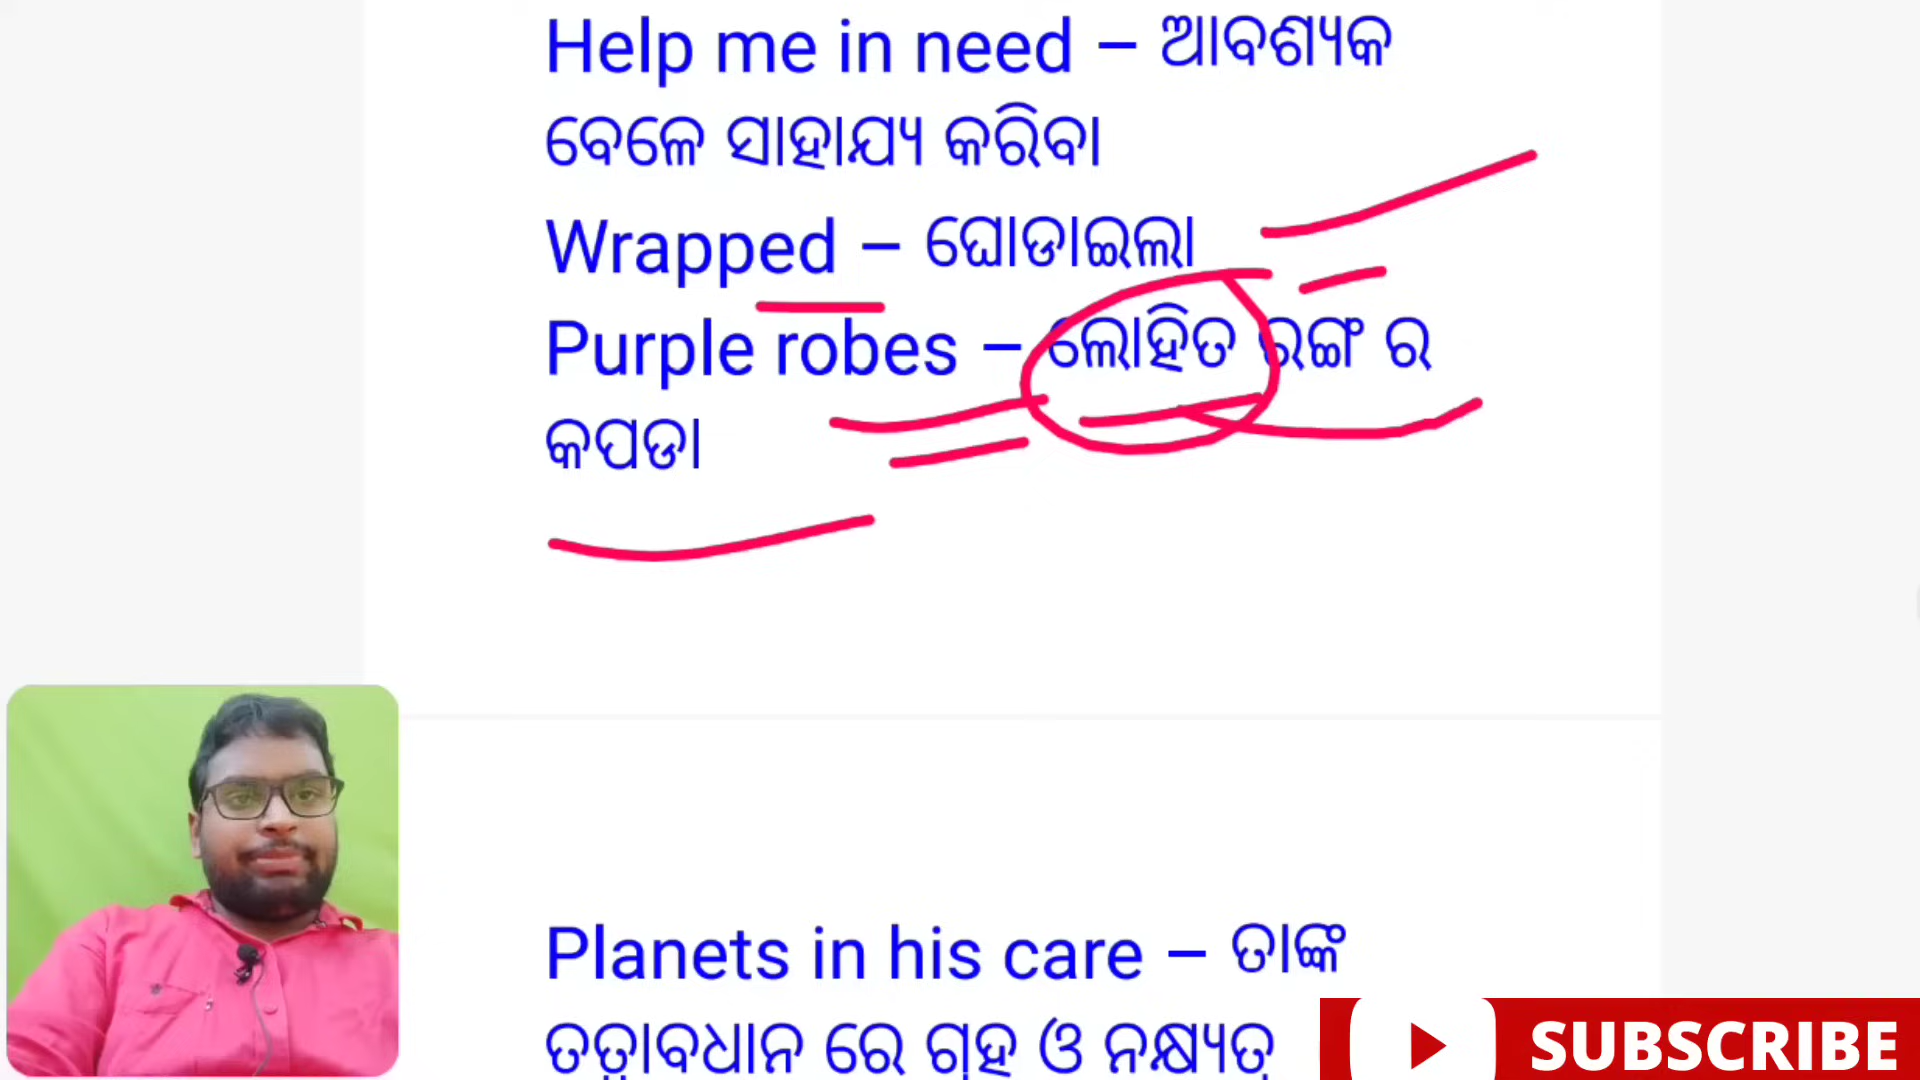 Help me in need – ଆବଶ୍ୟକ
ବେଳେ ସାହାଯ୍ୟ କରିବା
Wrapped – ଘୋଡାଇଲା
Purple robes – ଲୋହିତ ରଙ୍ଗ ର
କପଡା
Planets in his care – ତାଙ୍କ
ତତ୍ତ୍ୱାବଧାନ ରେ ଗ୍ରହ ଓ ନକ୍ଷ୍ୟତ୍ର
SUBSCRIBE